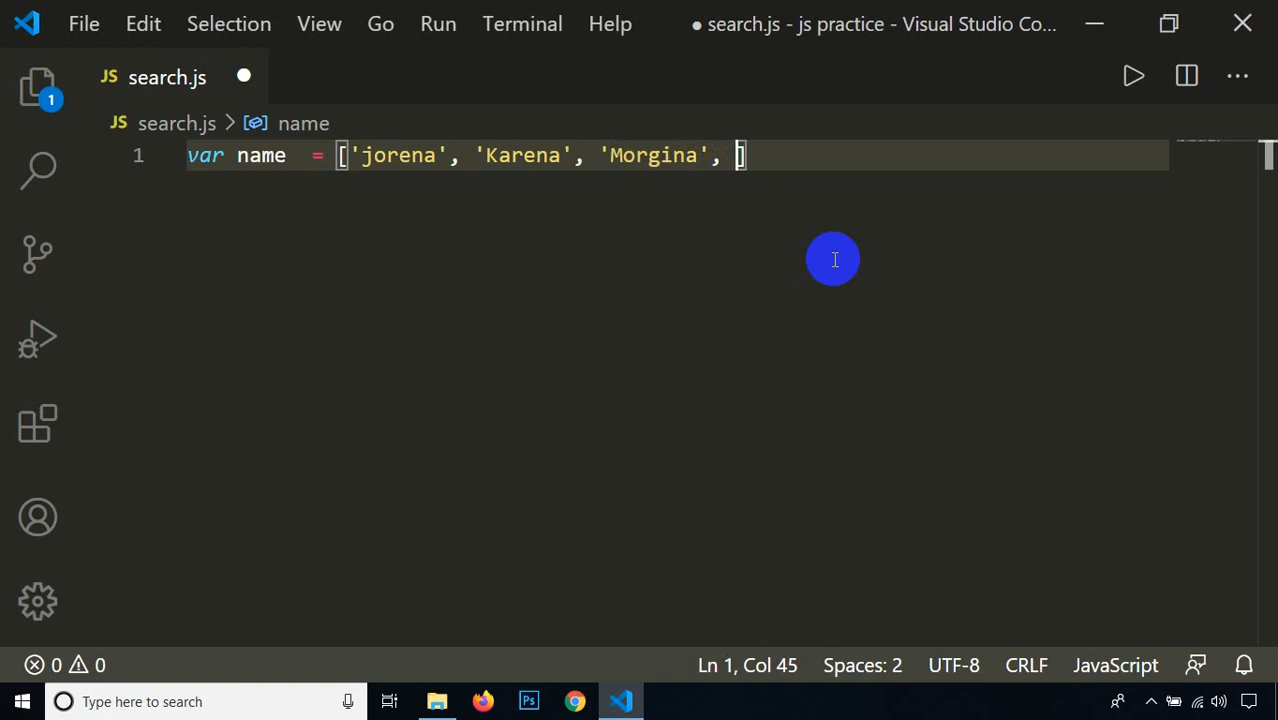 File Edit Selection View Go Run Terminal Help ● search.js - js practice - Visual Studio Co...
JS search.js
1
JS search.js > name
1 var name  = ['jorena', 'Karena', 'Morgina', ]
0 0 Ln 1, Col 45 Spaces: 2 UTF-8 CRLF JavaScript
Type here to search Ps